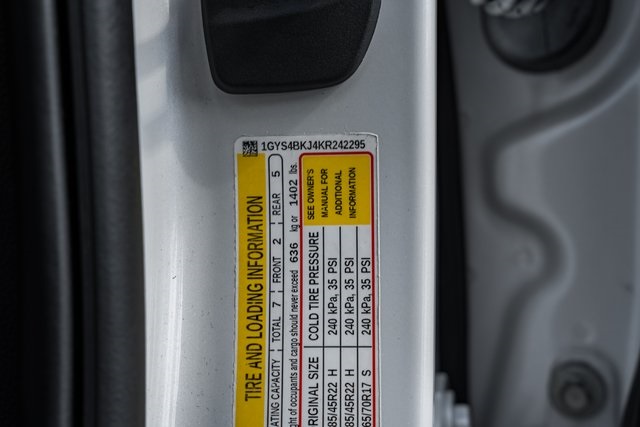 1GYS4BKJ4KR242295
TIRE AND LOADING INFORMATION
ATING CAPACITY TOTAL 7 FRONT 2 REAR 5
ht of occupants and cargo should never exceed 636 kg or 1402 lbs.
RIGINAL SIZE COLD TIRE PRESSURE SEE OWNER'S
85/45R22 H 240 kPa, 35 PSI MANUAL FOR
85/45R22 H 240 kPa, 35 PSI ADDITIONAL
65/70R17 S 240 kPa, 35 PSI INFORMATION